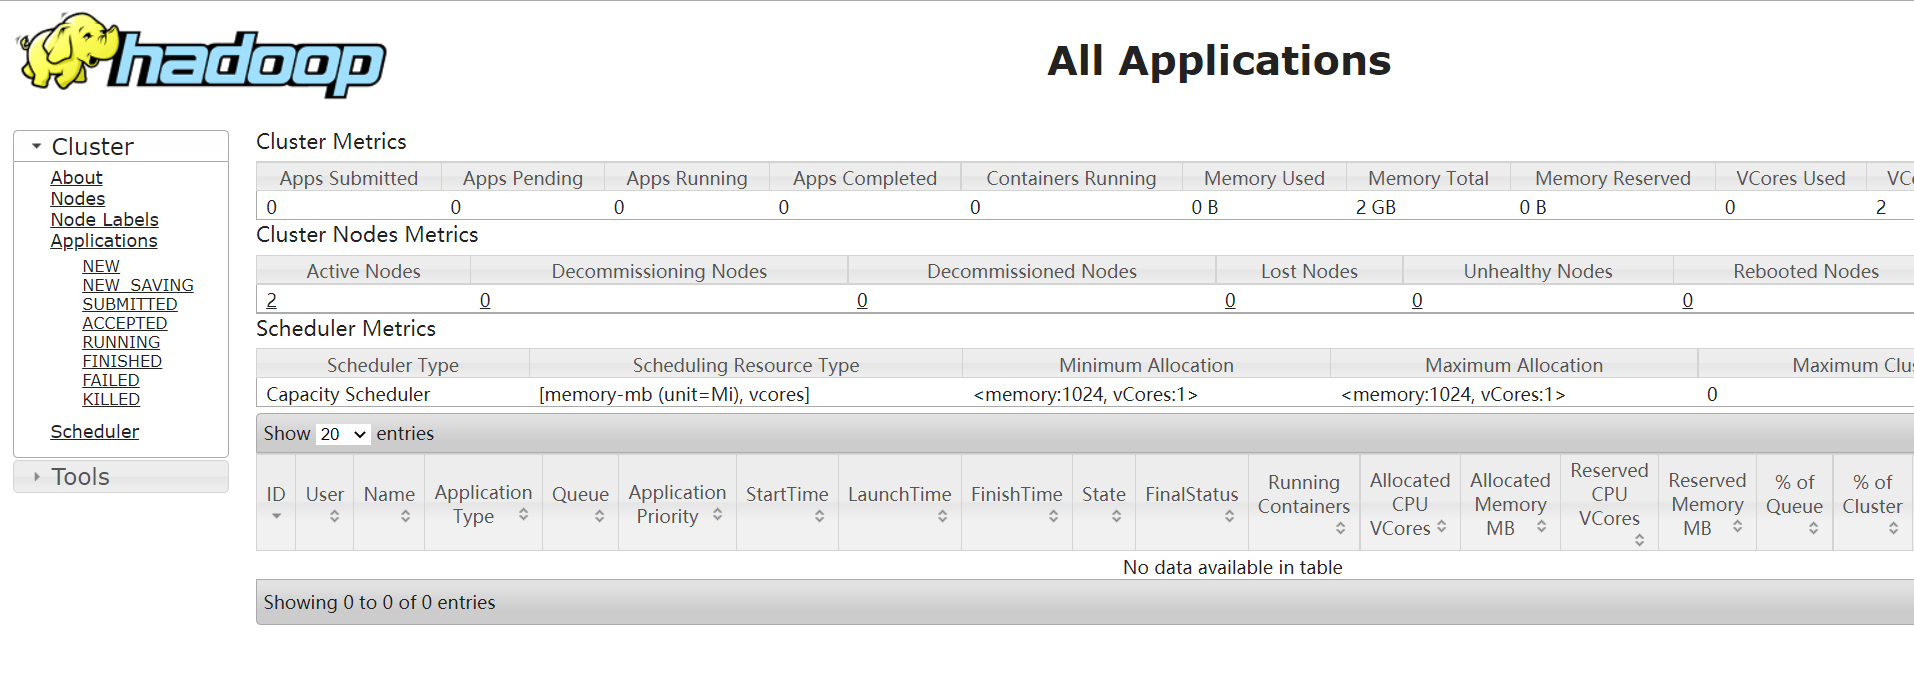 hadoop
All Applications
Cluster
About
Nodes
Node Labels
Applications
NEW
NEW_SAVING
SUBMITTED
ACCEPTED
RUNNING
FINISHED
FAILED
KILLED
Scheduler
Tools
Cluster Metrics
Apps Submitted Apps Pending Apps Running Apps Completed Containers Running Memory Used Memory Total Memory Reserved VCores Used
0 0 0 0 0 0 B 2 GB 0 B 0 2
Cluster Nodes Metrics
Active Nodes Decommissioning Nodes Decommissioned Nodes Lost Nodes Unhealthy Nodes Rebooted Nodes
2 0 0 0 0 0
Scheduler Metrics
Scheduler Type Scheduling Resource Type Minimum Allocation Maximum Allocation Maximum
Capacity Scheduler [memory-mb (unit=Mi), vcores] <memory:1024, vCores:1> <memory:1024, vCores:1> 0
Show 20 entries
ID User Name Application Type Queue Application Priority StartTime LaunchTime FinishTime State FinalStatus Running Containers Allocated CPU VCores Allocated Memory MB Reserved CPU VCores Reserved Memory MB % of Queue % of Cluster
No data available in table
Showing 0 to 0 of 0 entries